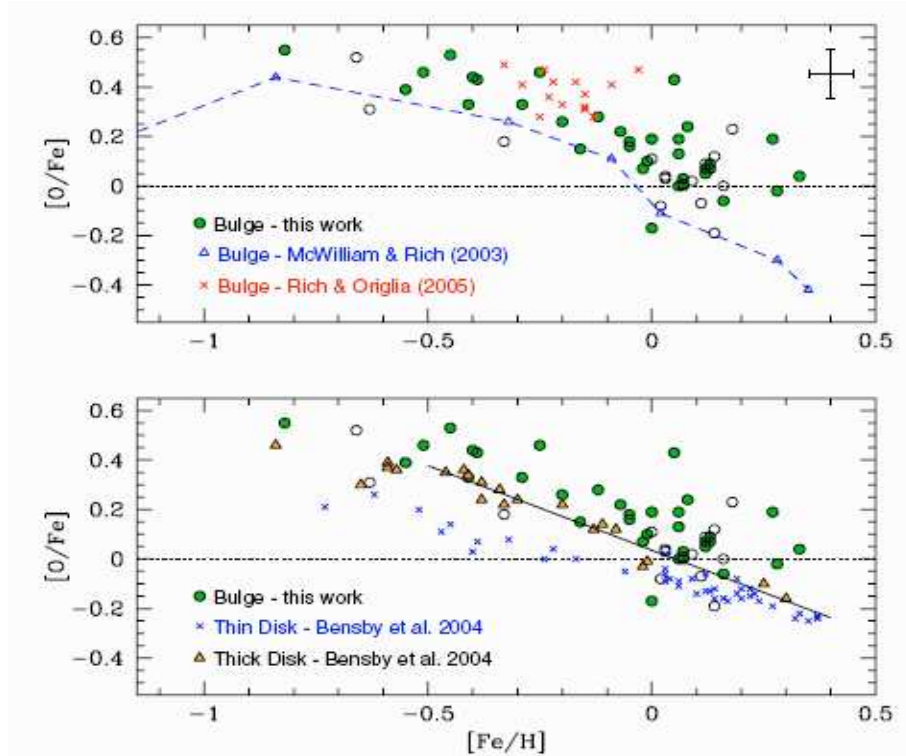 0.6
0.4
0.2
0
−0.2
−0.4
[O/Fe]
Bulge - this work
Bulge - McWilliam & Rich (2003)
Bulge - Rich & Origlia (2005)
−1
−0.5
0
0.5
0.6
0.4
0.2
0
−0.2
−0.4
[O/Fe]
Bulge - this work
Thin Disk - Bensby et al. 2004
Thick Disk - Bensby et al. 2004
−1
−0.5
0
0.5
[Fe/H]